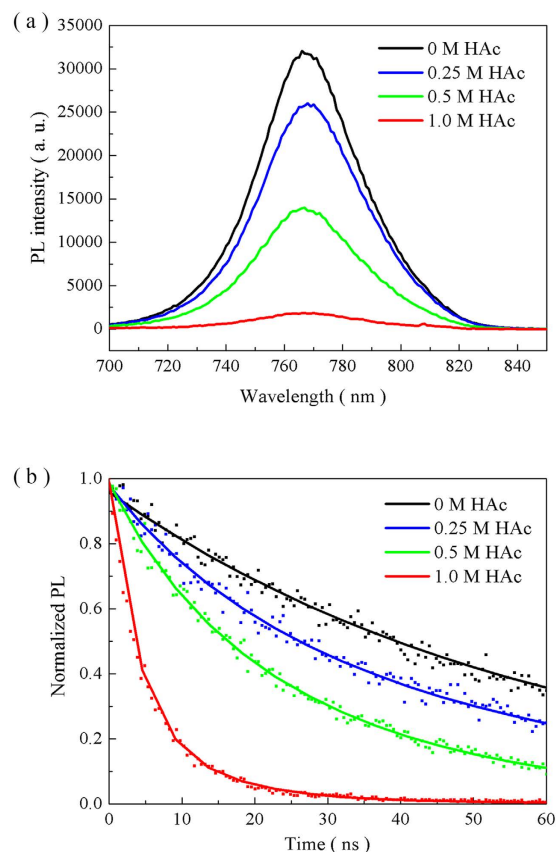 ( a )
35000
30000
25000
20000
15000
10000
5000
0
PL intensity ( a. u. )
0 M HAc
0.25 M HAc
0.5 M HAc
1.0 M HAc
700 720 740 760 780 800 820 840
Wavelength ( nm )
( b )
1.0
0.8
0.6
0.4
0.2
0.0
Normalized PL
0 M HAc
0.25 M HAc
0.5 M HAc
1.0 M HAc
0 10 20 30 40 50 60
Time ( ns )